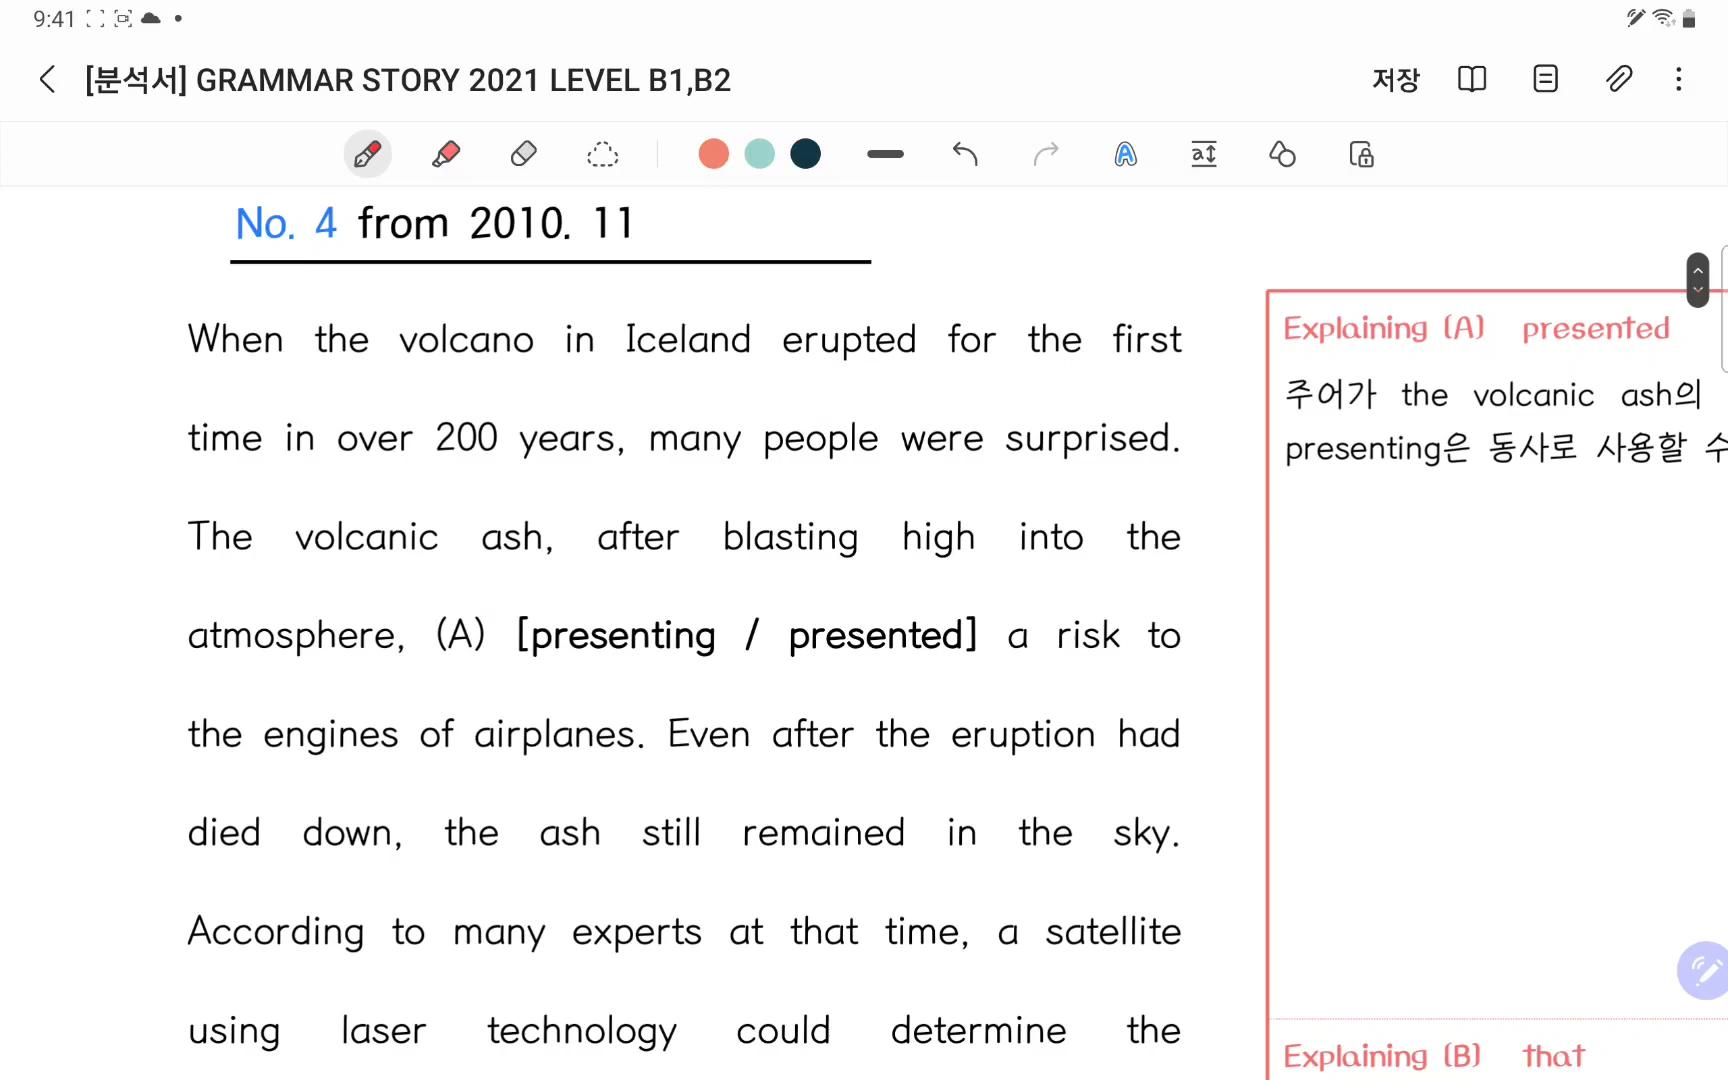 9:41
[분석서] GRAMMAR STORY 2021 LEVEL B1,B2
저장
No. 4 from 2010. 11
When the volcano in Iceland erupted for the first
time in over 200 years, many people were surprised.
The volcanic ash, after blasting high into the
atmosphere, (A) [presenting / presented] a risk to
the engines of airplanes. Even after the eruption had
died down, the ash still remained in the sky.
According to many experts at that time, a satellite
using laser technology could determine the
Explaining (A) presented
주어가 the volcanic ash의
presenting은 동사로 사용할 수
Explaining (B) that